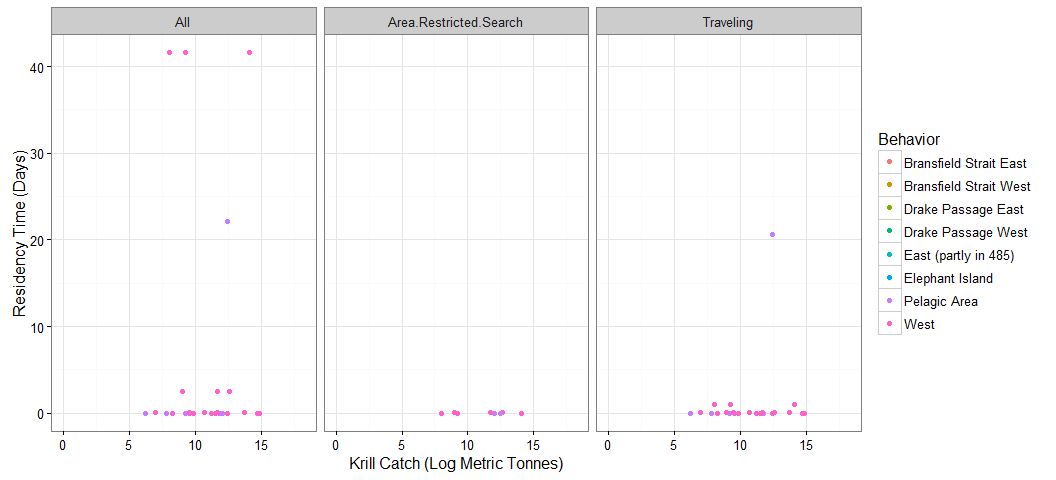 All
Area.Restricted.Search
Traveling
Residency Time (Days)
40
30
20
10
0
0 5 10 15
0 5 10 15
0 5 10 15
Krill Catch (Log Metric Tonnes)
Behavior
Bransfield Strait East
Bransfield Strait West
Drake Passage East
Drake Passage West
East (partly in 485)
Elephant Island
Pelagic Area
West